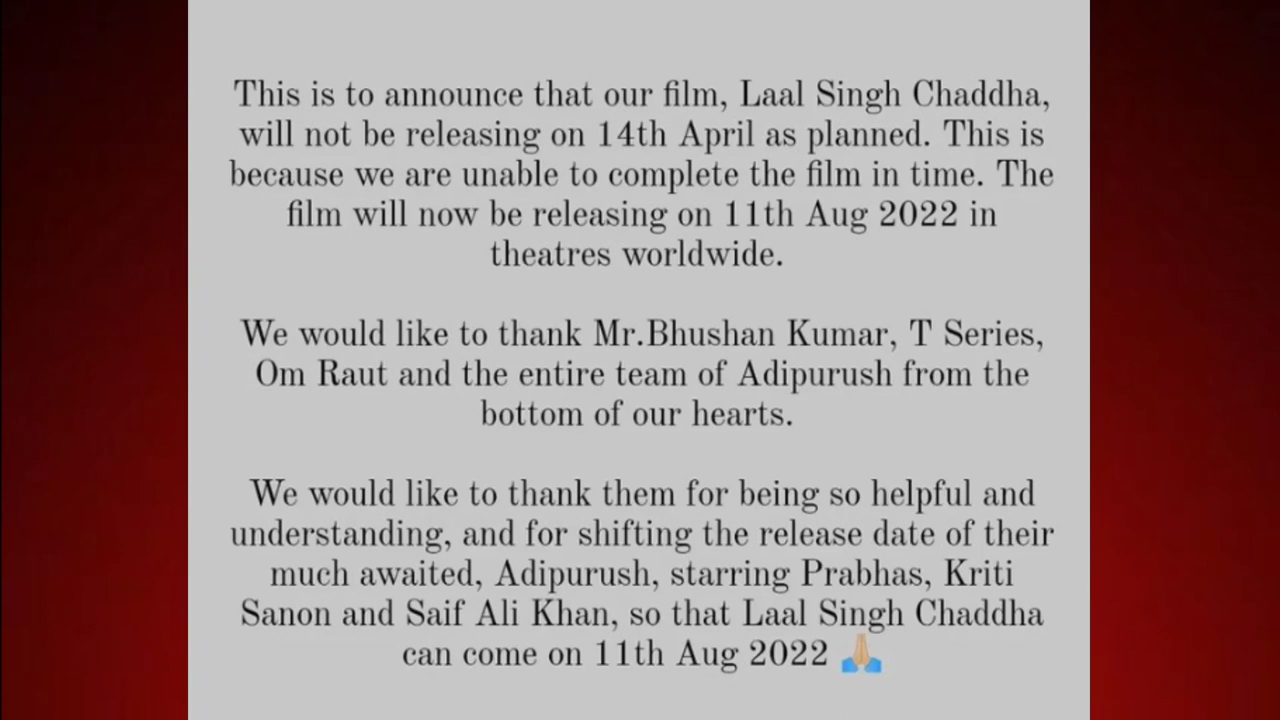 This is to announce that our film, Laal Singh Chaddha,
will not be releasing on 14th April as planned. This is
because we are unable to complete the film in time. The
film will now be releasing on 11th Aug 2022 in
theatres worldwide.
We would like to thank Mr.Bhushan Kumar, T Series,
Om Raut and the entire team of Adipurush from the
bottom of our hearts.
We would like to thank them for being so helpful and
understanding, and for shifting the release date of their
much awaited, Adipurush, starring Prabhas, Kriti
Sanon and Saif Ali Khan, so that Laal Singh Chaddha
can come on 11th Aug 2022 🙏🏼